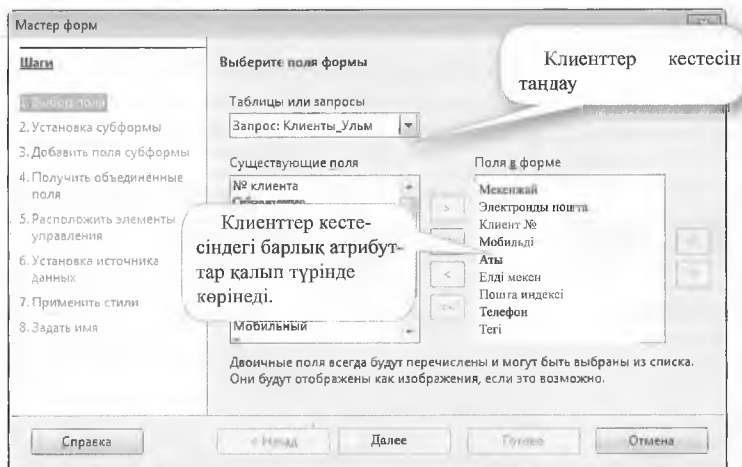 Мастер форм
Шаги
1. Выбор поля
2. Установка субформы
3. Добавить поля субформы
4. Получить объединенные
поля
5. Расположить элементы
управления
6. Установка источника
данных
7. Применить стили
8. Задать имя
Выберите поля формы
Таблицы или запросы
Запрос: Клиенты_Ульм
Клиенттер кестесін
таңдау
Существующие поля
№ клиента
Клиенттер кесте-
сіндегі барлық атрибут-
тар қалып түрінде
көрінеді.
Мобильный
Поля в форме
Мекенжай
Электронды пошта
Клиент №
Мобильді
Аты
Елді мекен
Пошта индексі
Телефон
Тегі
Двоичные поля всегда будут перечислены и могут быть выбраны из списка.
Они будут отображены как изображения, если это возможно.
Справка
< Назад
Далее
Готово
Отмена